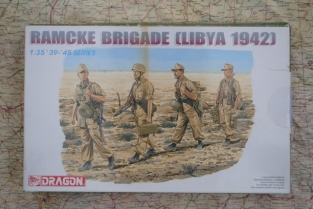 RAMCKE BRIGADE (LIBYA 1942)
1:35 '39-'45 SERIES
DRAGON